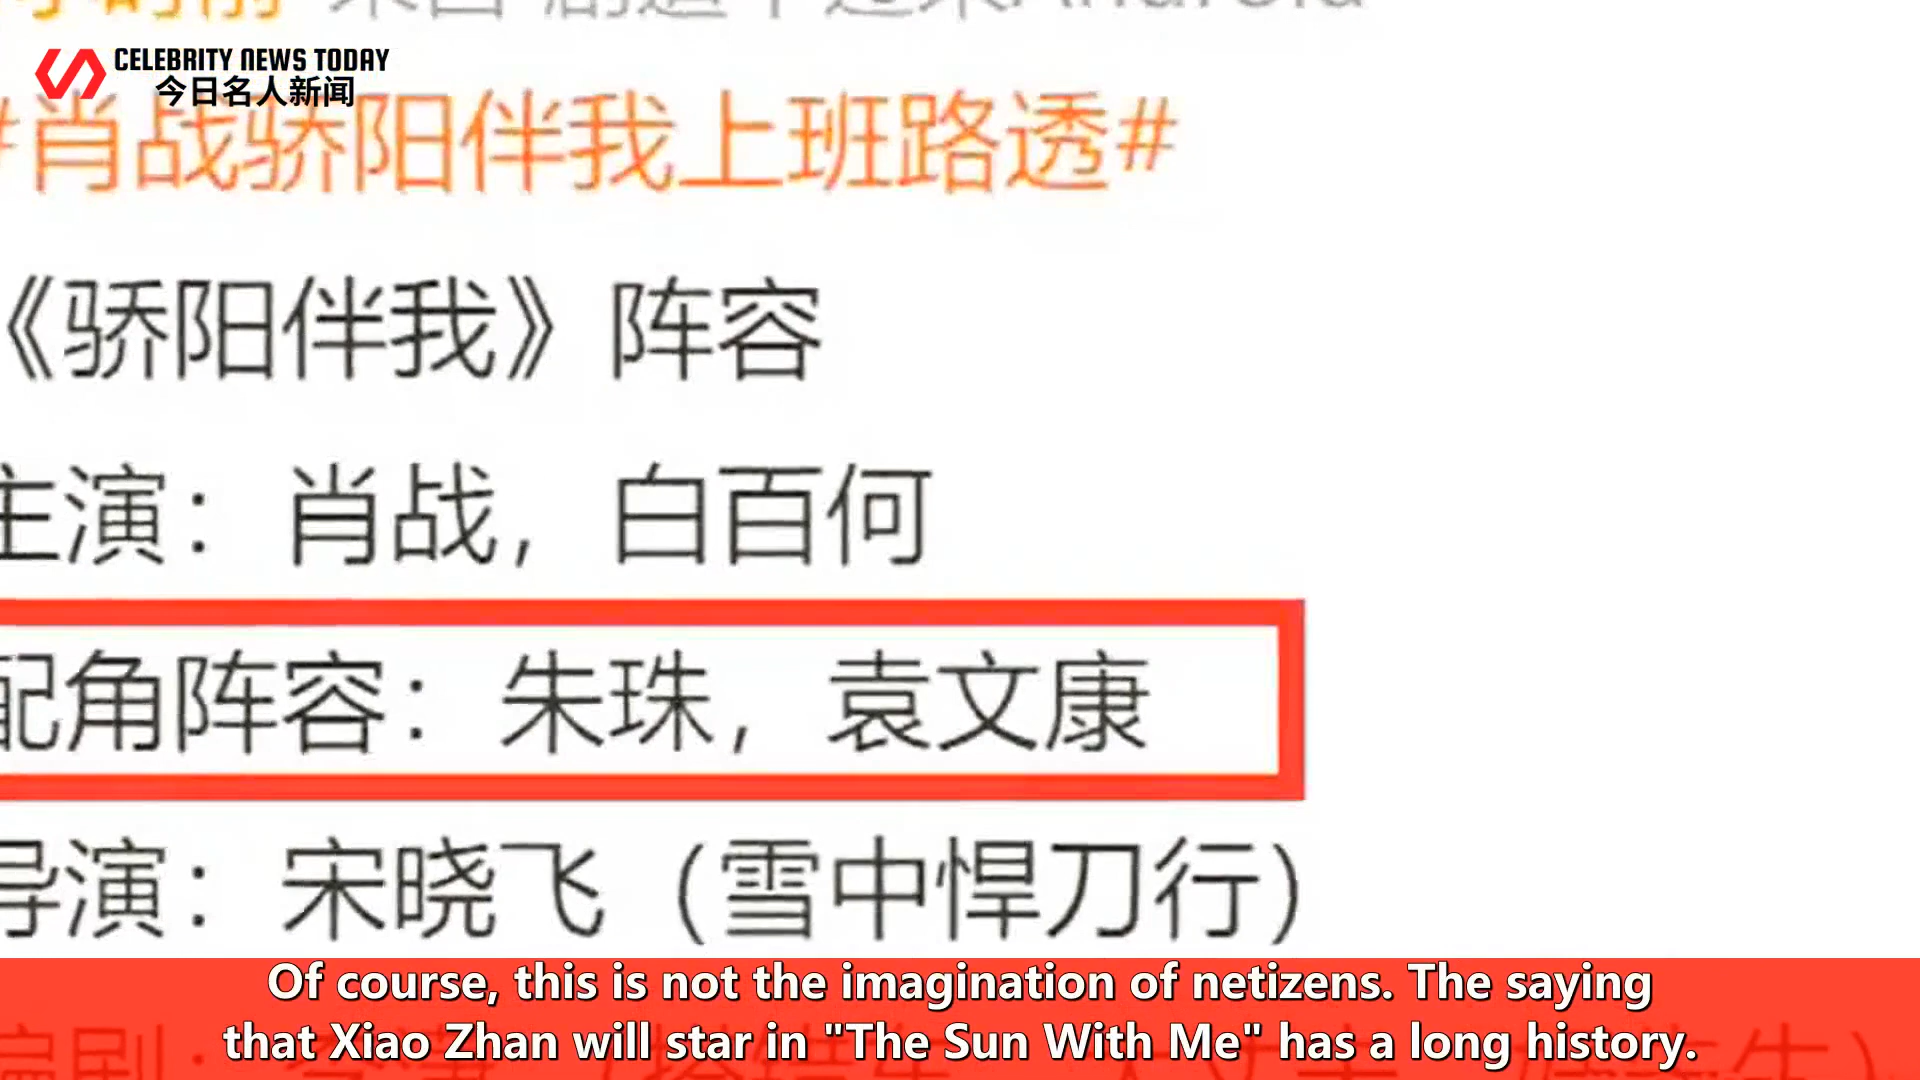 CELEBRITY NEWS TODAY
今日名人新闻
#肖战骄阳伴我上班路透#
《骄阳伴我》阵容
主演：肖战，白百何
配角阵容：朱珠，袁文康
导演：宋晓飞（雪中悍刀行）
Of course, this is not the imagination of netizens. The saying
that Xiao Zhan will star in "The Sun With Me" has a long history.